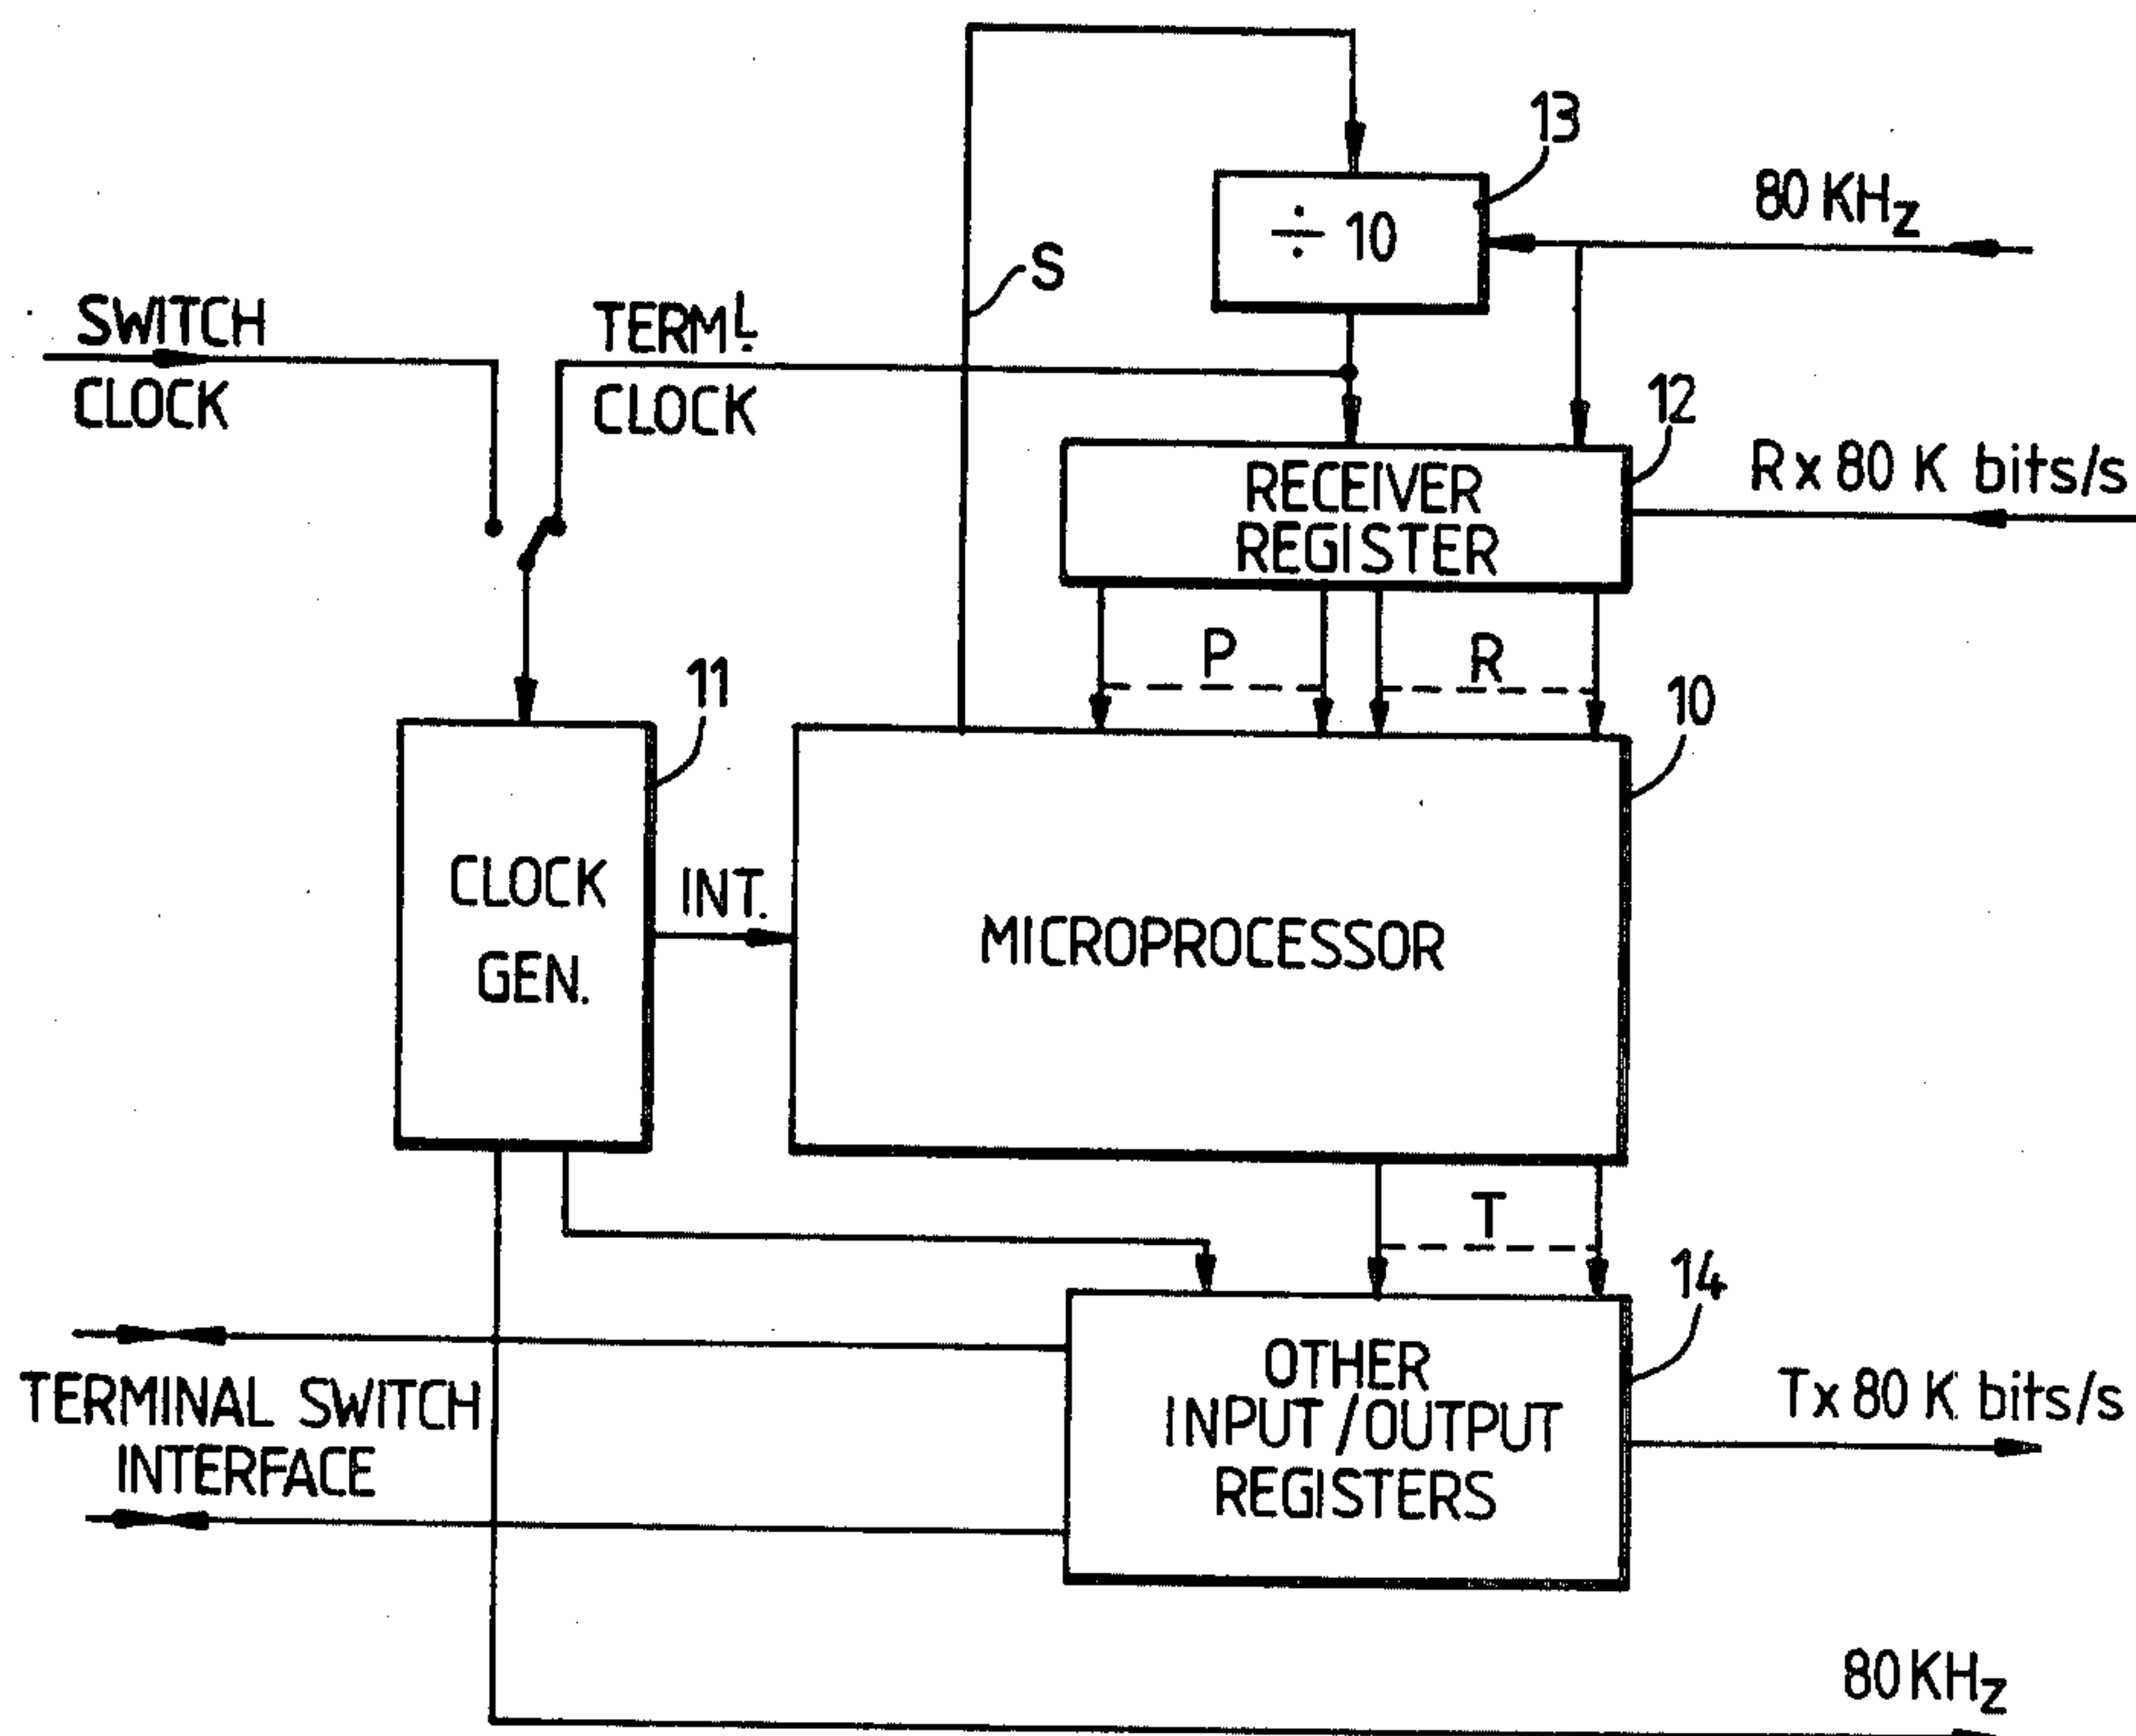 13
80 KHz
÷ 10
S
SWITCH
CLOCK
TERML.
CLOCK
12
RECEIVER
REGISTER
Rx 80 K bits/s
P
R
11
10
CLOCK
GEN.
INT.
MICROPROCESSOR
T
14
OTHER
INPUT/OUTPUT
REGISTERS
TERMINAL SWITCH
INTERFACE
Tx 80 K bits/s
80 KHz